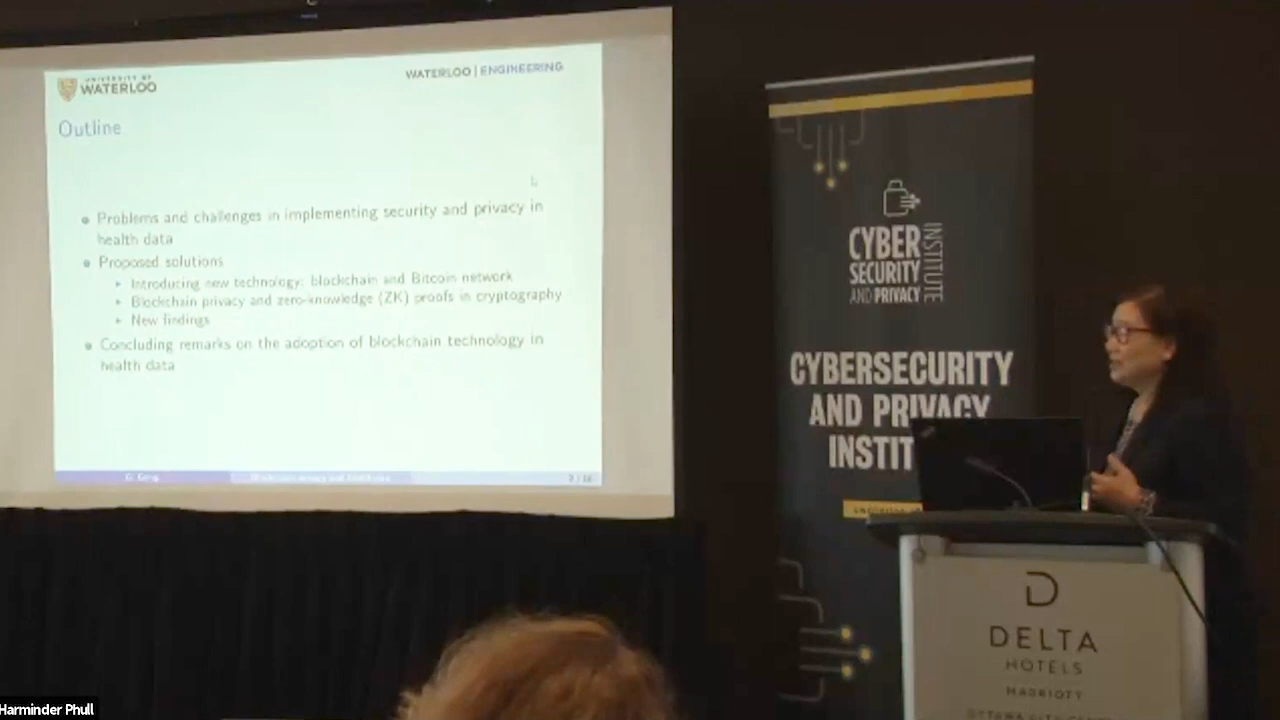 UNIVERSITY OF
WATERLOO
WATERLOO | ENGINEERING
Outline
Problems and challenges in implementing security and privacy in
health data
Proposed solutions
Introducing new technology: blockchain and Bitcoin network
Blockchain privacy and zero-knowledge (ZK) proofs in cryptography
New findings
Concluding remarks on the adoption of blockchain technology in
health data
G. Gong
CYBER
SECURITY
AND PRIVACY
INSTITUTE
CYBERSECURITY
AND PRIVACY
INSTIT
D
DELTA
HOTELS
MARRIOTT
OTTAWA CITY
Harminder Phull